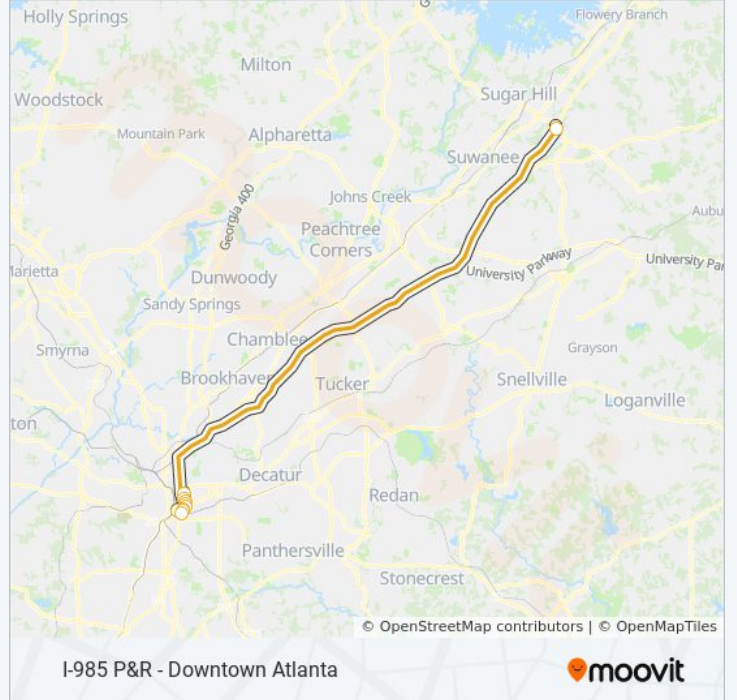 Holly Springs
Flowery Branch
Milton
Sugar Hill
Woodstock
Mountain Park
Alpharetta
Suwanee
Georgia 400
Johns Creek
Peachtree
Corners
Aubu
University Parkway
University Par
Marietta
Dunwoody
Sandy Springs
Chamblee
Smyrna
Grayson
Brookhaven
Tucker
Snellville
Loganville
ton
Decatur
Redan
Panthersville
Stonecrest
© OpenStreetMap contributors | © OpenMapTiles
I-985 P&R - Downtown Atlanta
moovit